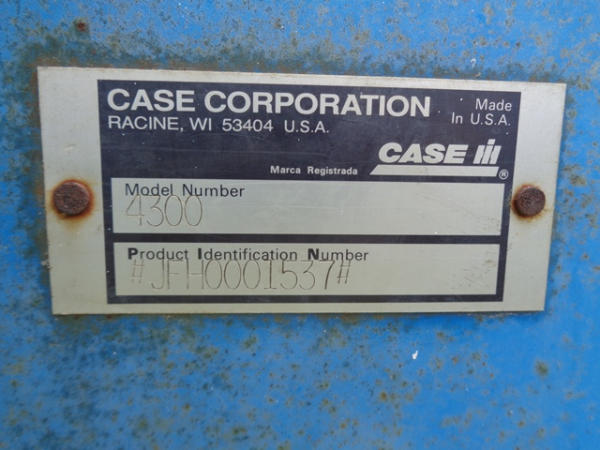 CASE CORPORATION
Made
In U.S.A.
RACINE, WI 53404 U.S.A.
Marca Registrada
CASE IH ®
Model Number
4300
Product Identification Number
#JFH0001537#